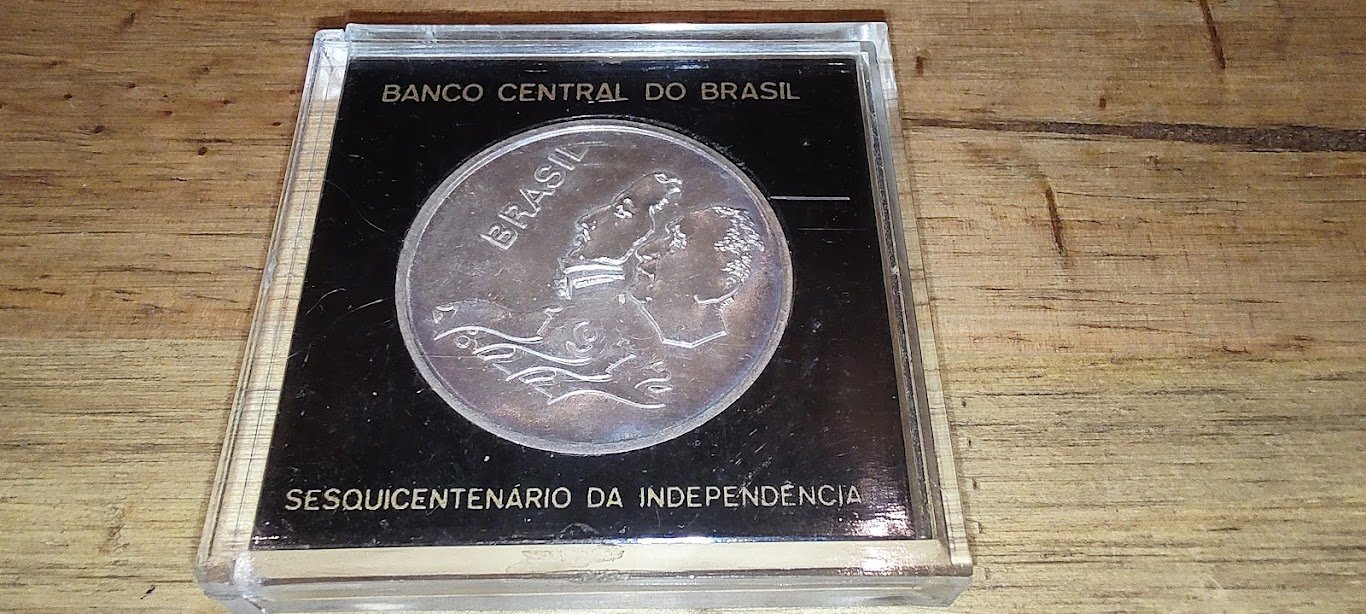 BANCO CENTRAL DO BRASIL
BRASIL
SESQUICENTENÁRIO DA INDEPENDÊNCIA